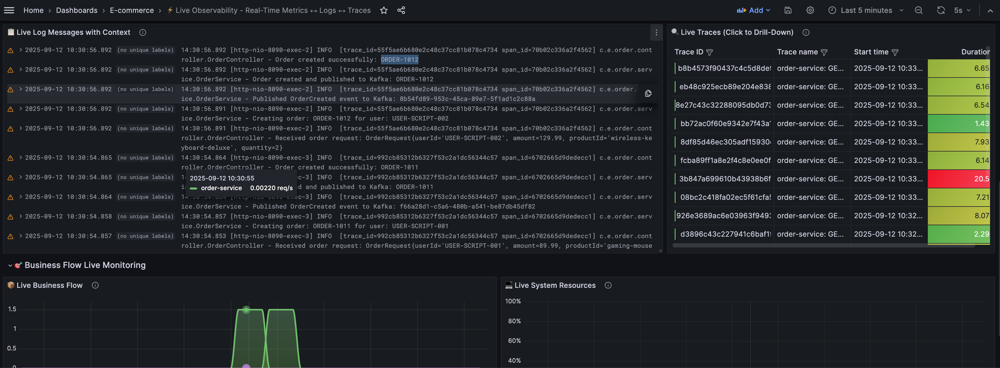 Home › Dashboards › E-commerce › ⚡ Live Observability - Real-Time Metrics ↔ Logs ↔ Traces
Add
Last 5 minutes
5s
📋 Live Log Messages with Context
2025-09-12 10:30:56.892 (no unique labels) 14:30:56.892 [http-nio-8090-exec-2] INFO [trace_id=55f5ae6b680e2c48c37cc81b078c4734 span_id=70b02c336a2f4562] c.e.order.cont
roller.OrderController - Order created successfully: ORDER-1012
2025-09-12 10:30:56.892 (no unique labels) 14:30:56.892 [http-nio-8090-exec-2] INFO [trace_id=55f5ae6b680e2c48c37cc81b078c4734 span_id=70b02c336a2f4562] c.e.order.serv
ice.OrderService - Order created and published to Kafka: ORDER-1012
2025-09-12 10:30:56.892 (no unique labels) 14:30:56.892 [http-nio-8090-exec-2] INFO [trace_id=55f5ae6b680e2c48c37cc81b078c4734 span_id=70b02c336a2f4562] c.e.order.
ice.OrderService - Published OrderCreated event to Kafka: 8b54fd89-953c-45ca-89e7-5f1ad1c2c88a
2025-09-12 10:30:56.892 (no unique labels) 14:30:56.891 [http-nio-8090-exec-2] INFO [trace_id=55f5ae6b680e2c48c37cc81b078c4734 span_id=70b02c336a2f4562] c.e.order.serv
ice.OrderService - Creating order: ORDER-1012 for user: USER-SCRIPT-002
2025-09-12 10:30:56.892 (no unique labels) 14:30:56.891 [http-nio-8090-exec-2] INFO [trace_id=55f5ae6b680e2c48c37cc81b078c4734 span_id=70b02c336a2f4562] c.e.order.cont
roller.OrderController - Received order request: OrderRequest{userId='USER-SCRIPT-002', amount=129.99, productId='wireless-ke
yboard-deluxe', quantity=2}
2025-09-12 10:30:54.865 (no unique labels) 14:30:54.864 [http-nio-8090-exec-3] INFO [trace_id=992cb85312b6327f53c2a1dc56344c57 span_id=6702665d9dedecc1] c.e.order.cont
roller.OrderController - Order created successfully: ORDER-1011
2025-09-12 10:30:54.865 (no unique labels) 1 c-3] INFO [trace_id=992cb85312b6327f53c2a1dc56344c57 span_id=6702665d9dedecc1] c.e.order.serv
d and published to Kafka: ORDER-1011
2025-09-12 10:30:54.864 (no unique labels) 14:30:54.864 c-3] INFO [trace_id=992cb85312b6327f53c2a1dc56344c57 span_id=6702665d9dedecc1] c.e.order.serv
ice.OrderService - Published OrderCreated event to Kafka: f66a28d1-c5a6-480b-a541-be87db45df82
2025-09-12 10:30:54.858 (no unique labels) 14:30:54.857 [http-nio-8090-exec-3] INFO [trace_id=992cb85312b6327f53c2a1dc56344c57 span_id=6702665d9dedecc1] c.e.order.serv
ice.OrderService - Creating order: ORDER-1011 for user: USER-SCRIPT-001
2025-09-12 10:30:54.857 (no unique labels) 14:30:54.853 [http-nio-8090-exec-3] INFO [trace_id=992cb85312b6327f53c2a1dc56344c57 span_id=6702665d9dedecc1] c.e.order.cont
roller.OrderController - Received order request: OrderRequest{userId='USER-SCRIPT-001', amount=89.99, productId='gaming-mouse
2025-09-12 10:30:55
order-service 0.00220 req/s
🔍 Live Traces (Click to Drill-Down)
Trace ID Trace name Start time Duration
b8b4573f90437c4c5d8de order-service: GE... 2025-09-12 10:33... 6.65
eb48c925ecb89e204e838 order-service: GE... 2025-09-12 10:33... 6.16
8e27c43c32288095db0d73 order-service: GE... 2025-09-12 10:33... 6.54
bb72ac0f60e9342e7f43a order-service: GE... 2025-09-12 10:33... 1.43
8df85d46ec305adf15930 order-service: GE... 2025-09-12 10:33... 7.93
fcba89ff1a8e2f4c8e0ee0f order-service: GE... 2025-09-12 10:33... 6.14
3b847a699610b43938b6f order-service: GE... 2025-09-12 10:33... 20.5
08bc2c418fa02ec5f61cfa order-service: GE... 2025-09-12 10:33... 7.21
926e3689ac6e03963f949 order-service: GE... 2025-09-12 10:32... 8.07
d3896c43c227941c6baf1 order-service: GE... 2025-09-12 10:32... 2.29
🎯 Business Flow Live Monitoring
📦 Live Business Flow
1.5
1
0.5
0
💻 Live System Resources
100%
80%
60%
40%